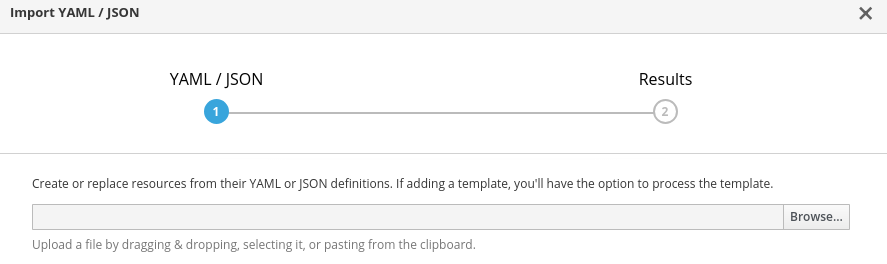 Import YAML / JSON
YAML / JSON
Results
1
2
Create or replace resources from their YAML or JSON definitions. If adding a template, you'll have the option to process the template.
Browse...
Upload a file by dragging & dropping, selecting it, or pasting from the clipboard.